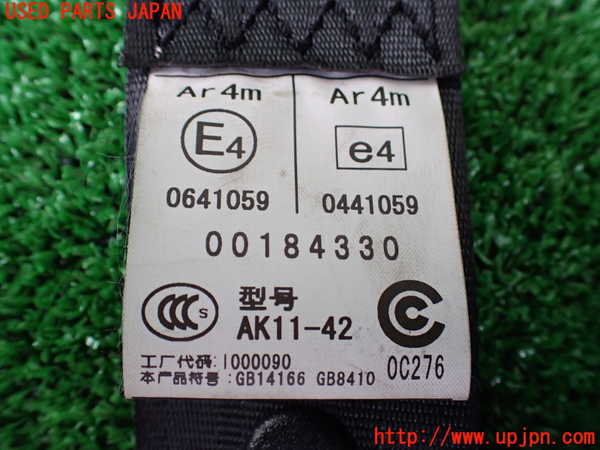 USED PARTS JAPAN
Ar4m Ar4m
E4 e4
0641059 0441059
00184330
CCC S 型号 C
AK11-42
工厂代码:I000090 0C276
本产品符号:GB14166 GB8410
http://www.upjpn.com